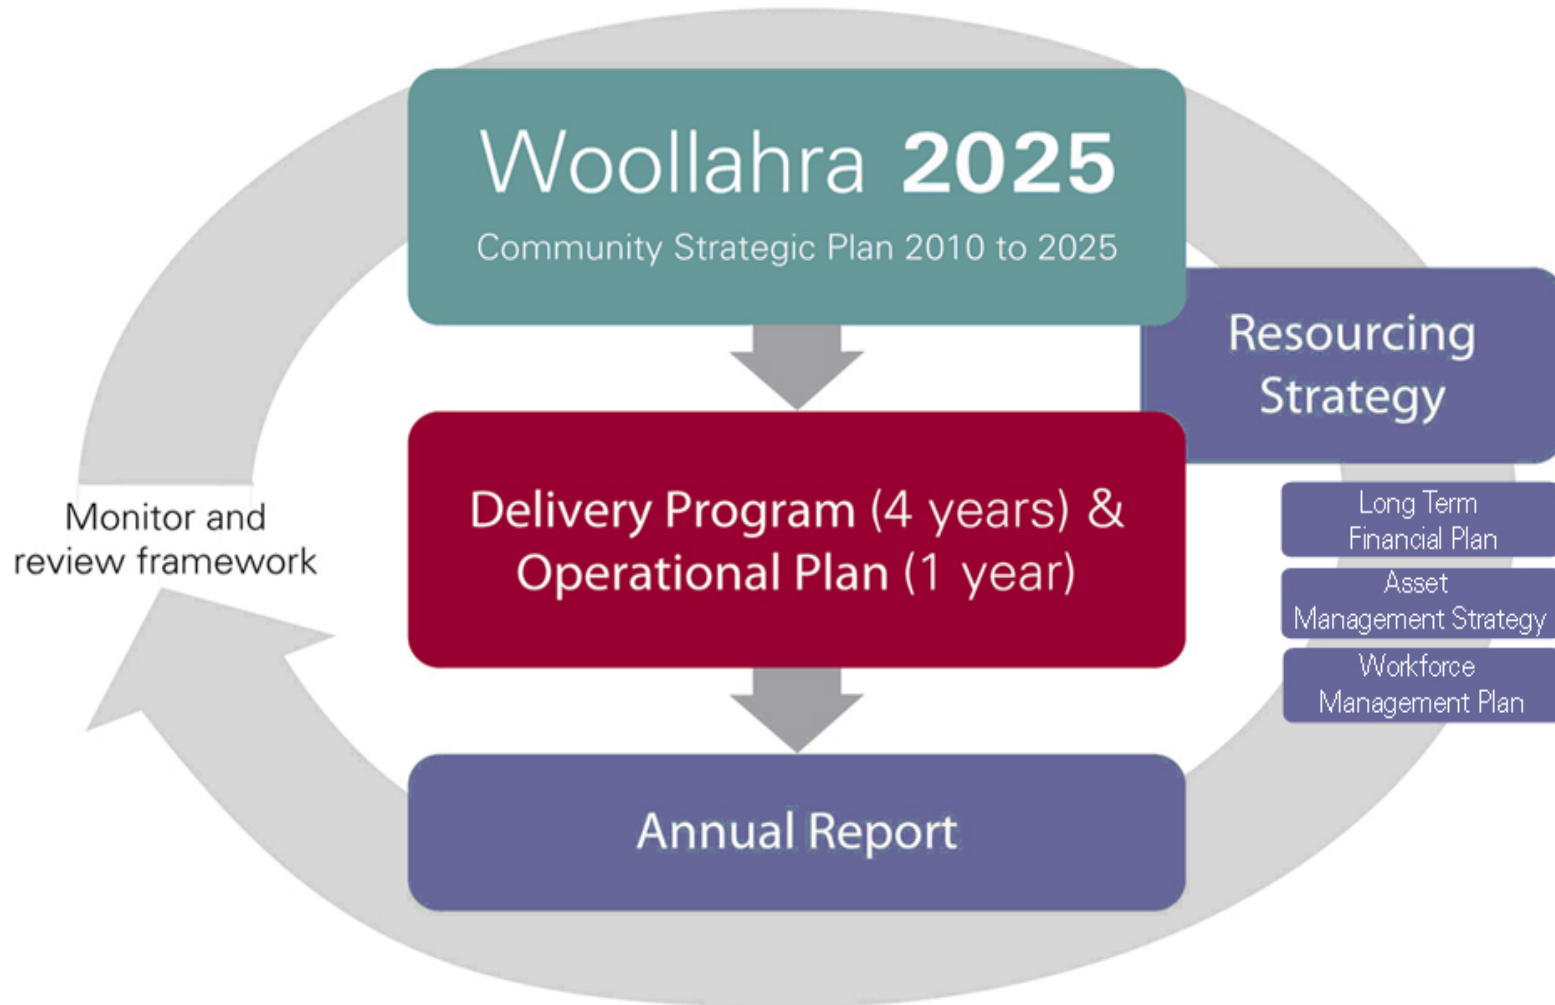 Woollahra 2025
Community Strategic Plan 2010 to 2025
Resourcing
Strategy
Delivery Program (4 years) &
Operational Plan (1 year)
Long Term
Financial Plan
Asset
Management Strategy
Workforce
Management Plan
Monitor and
review framework
Annual Report